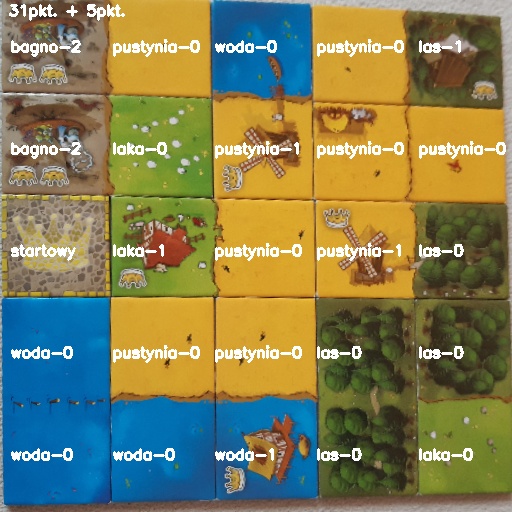 31pkt. + 5pkt.
bagno-2 pustynia-0 woda-0 pustynia-0 las-1
bagno-2 laka-0 pustynia-1 pustynia-0 pustynia-0
startowy laka-1 pustynia-0 pustynia-1 las-0
woda-0 pustynia-0 pustynia-0 las-0 las-0
woda-0 woda-0 woda-1 las-0 laka-0